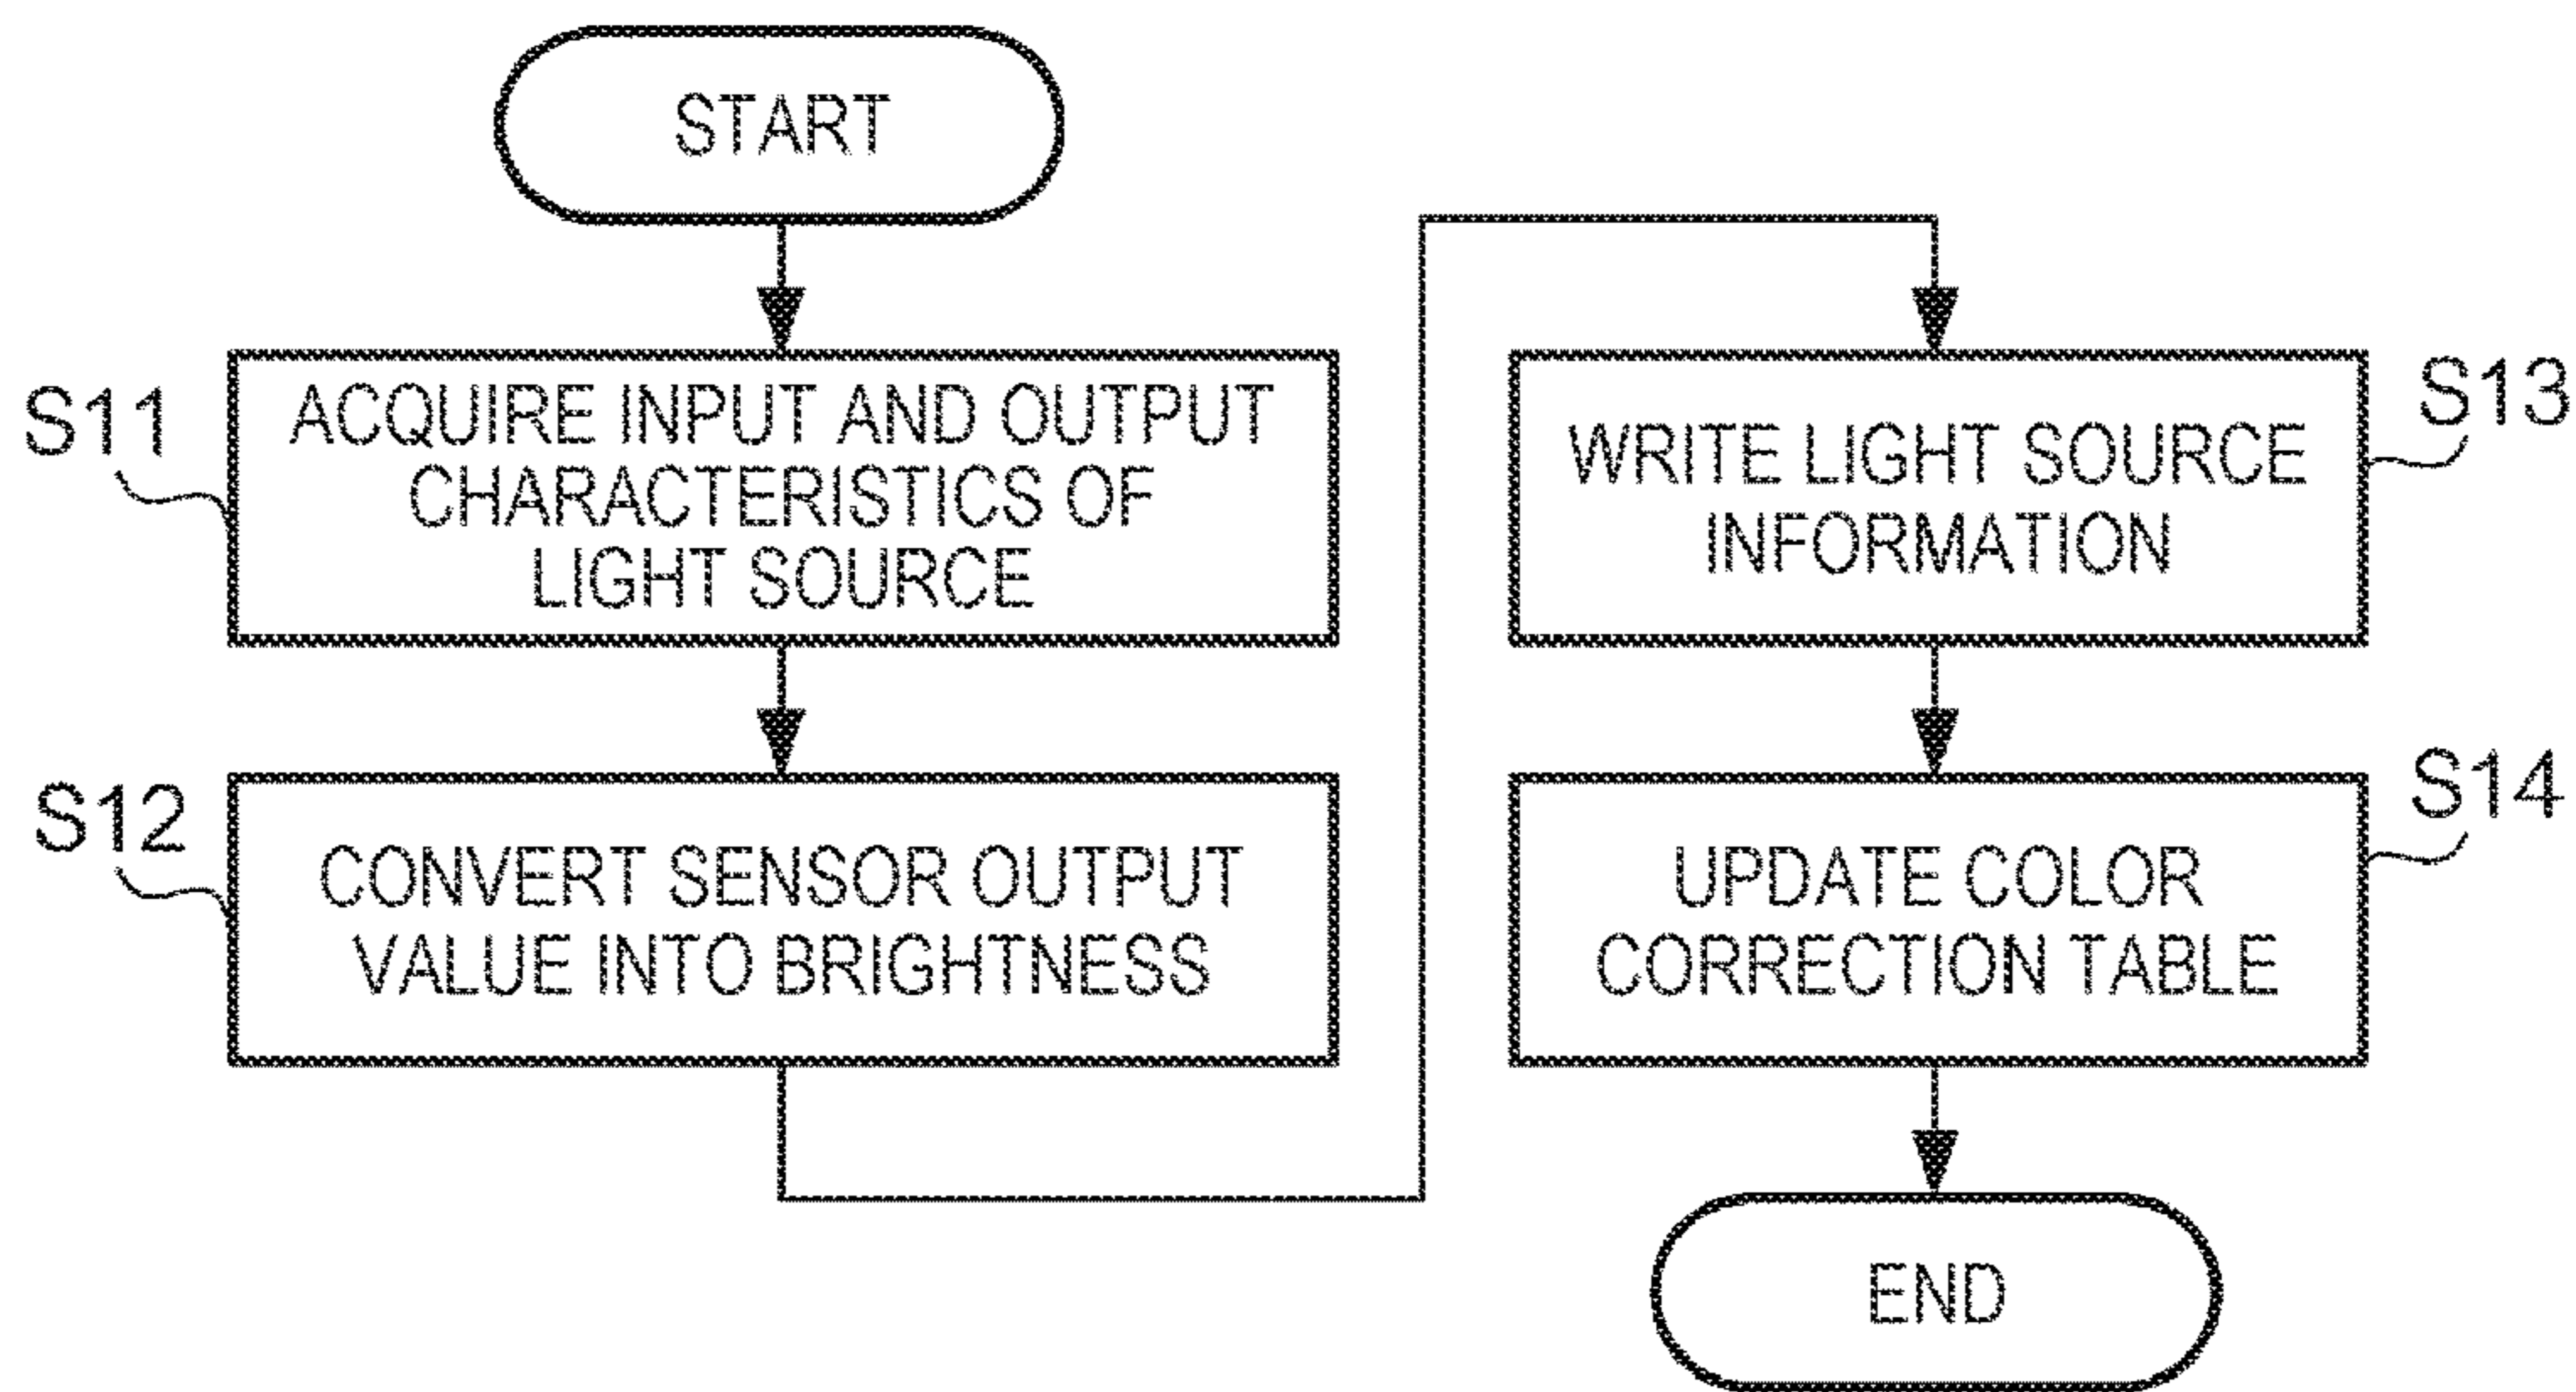 START
S11
ACQUIRE INPUT AND OUTPUT
CHARACTERISTICS OF
LIGHT SOURCE
S12
CONVERT SENSOR OUTPUT
VALUE INTO BRIGHTNESS
S13
WRITE LIGHT SOURCE
INFORMATION
S14
UPDATE COLOR
CORRECTION TABLE
END